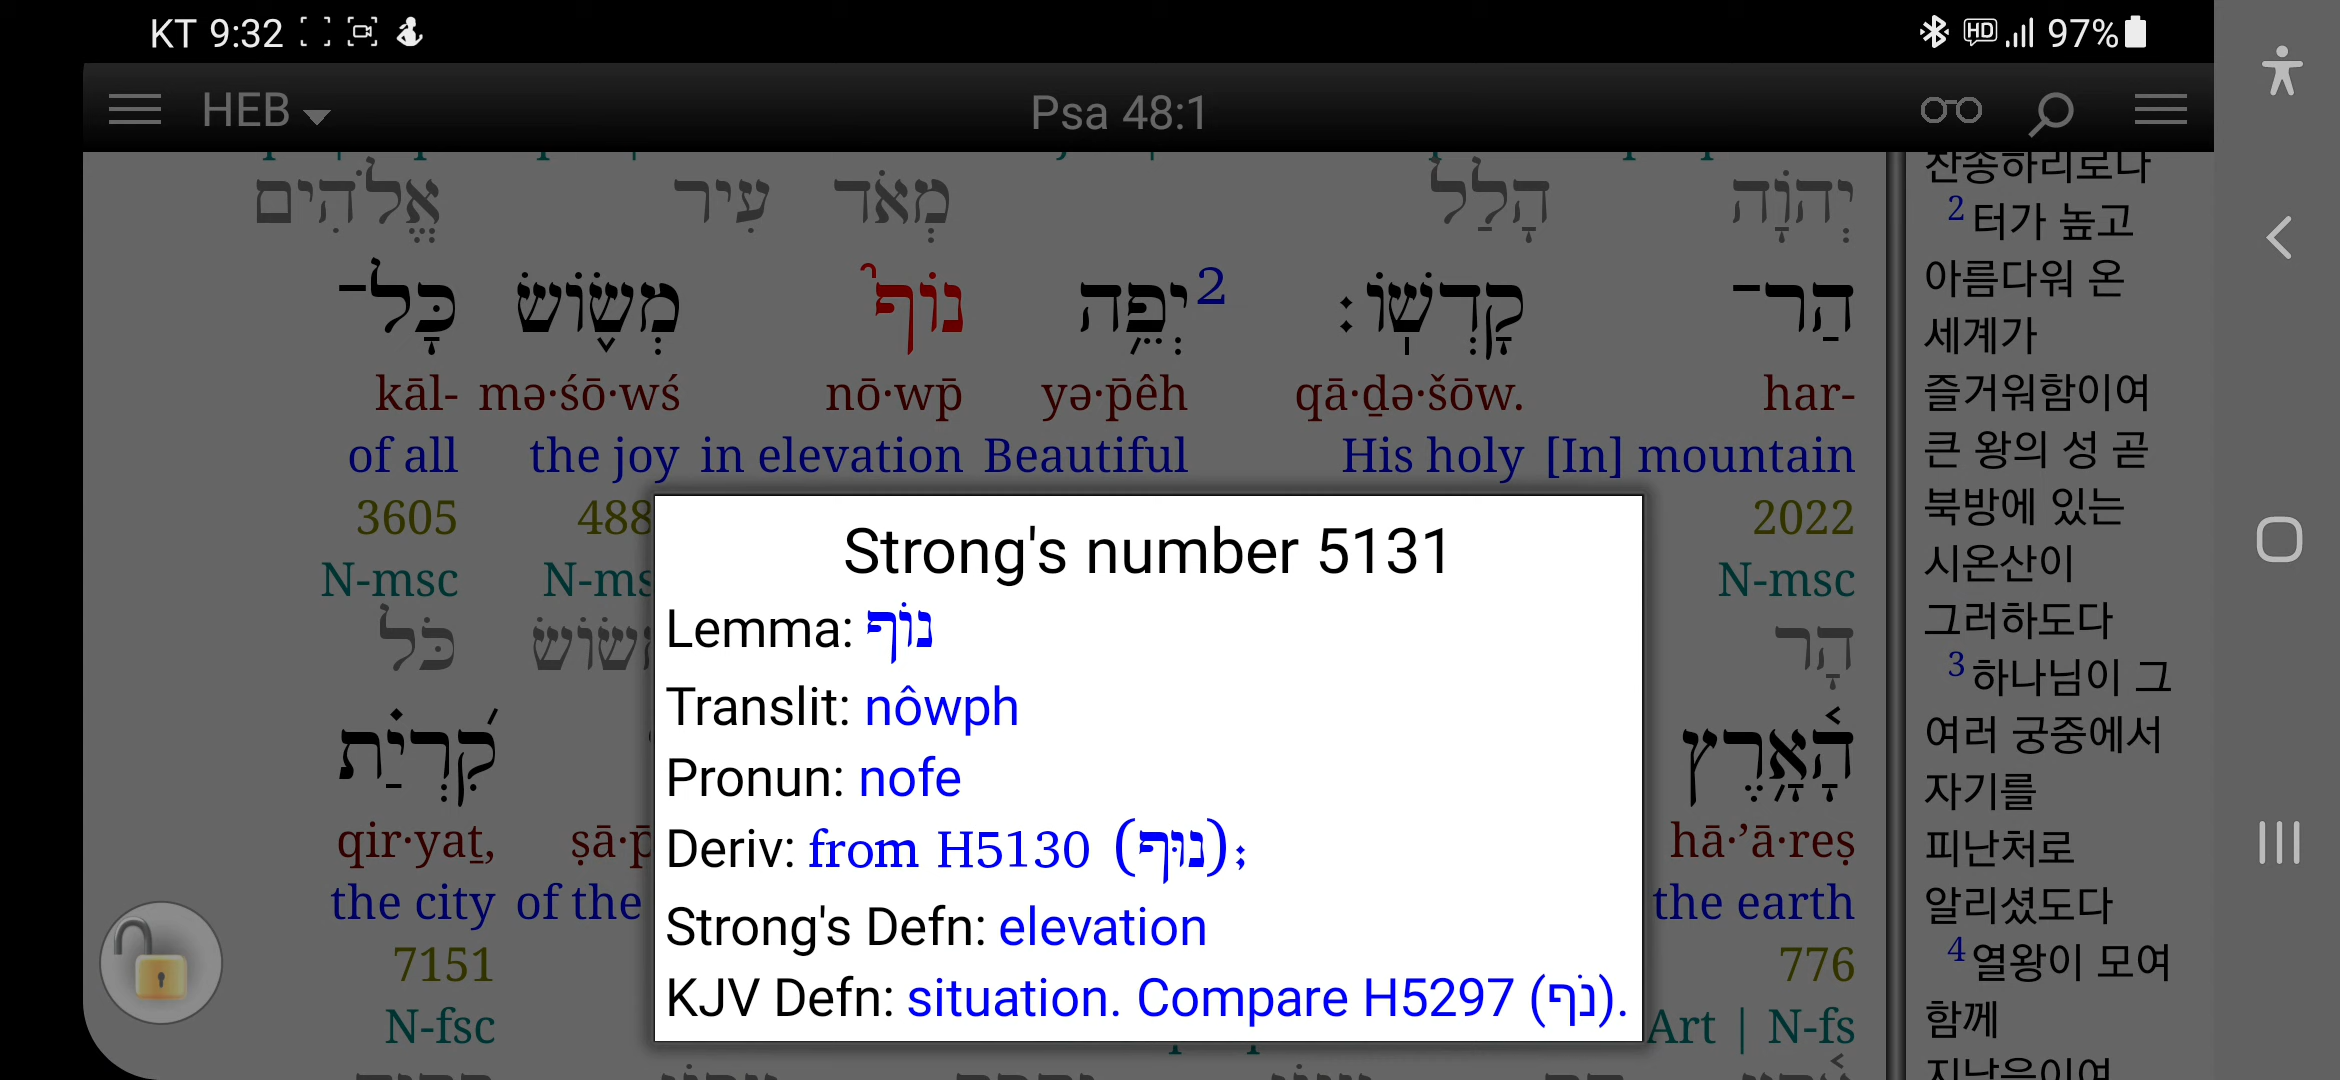 KT 9:32
97%
HEB
Psa 48:1
יְהוָֹה הָלַל מְאֹד עִיר אֱלֹהִים
הַר־ קָדְשֽׁוֹ׃ 2 יְפֵ֥ה נוֹף֮ מְשׂ֪וֹשׂ כָּל־
har- qā·ḏə·šōw. yə·p̄êh nō·wp̄ mə·śō·wś kāl-
[In] mountain His holy Beautiful in elevation the joy of all
2022 488 3605
N-msc N-ms N-msc
הַר כֹּל
הָ֫אָ֥רֶץ קִ֝רְיַ֗ת
hā·’ā·reṣ qir·yaṯ,
the earth of the the city
776 7151
Art | N-fs N-fsc
Strong's number 5131
Lemma: נוֹף
Translit: nôwph
Pronun: nofe
Deriv: from H5130 (נוּף);
Strong's Defn: elevation
KJV Defn: situation. Compare H5297 (נֹף).
찬송하리로다
2 터가 높고
아름다워 온
세계가
즐거워함이여
큰 왕의 성 곧
북방에 있는
시온산이
그러하도다
3 하나님이 그
여러 궁중에서
자기를
피난처로
알리셨도다
4 열왕이 모여
함께
지났음이여